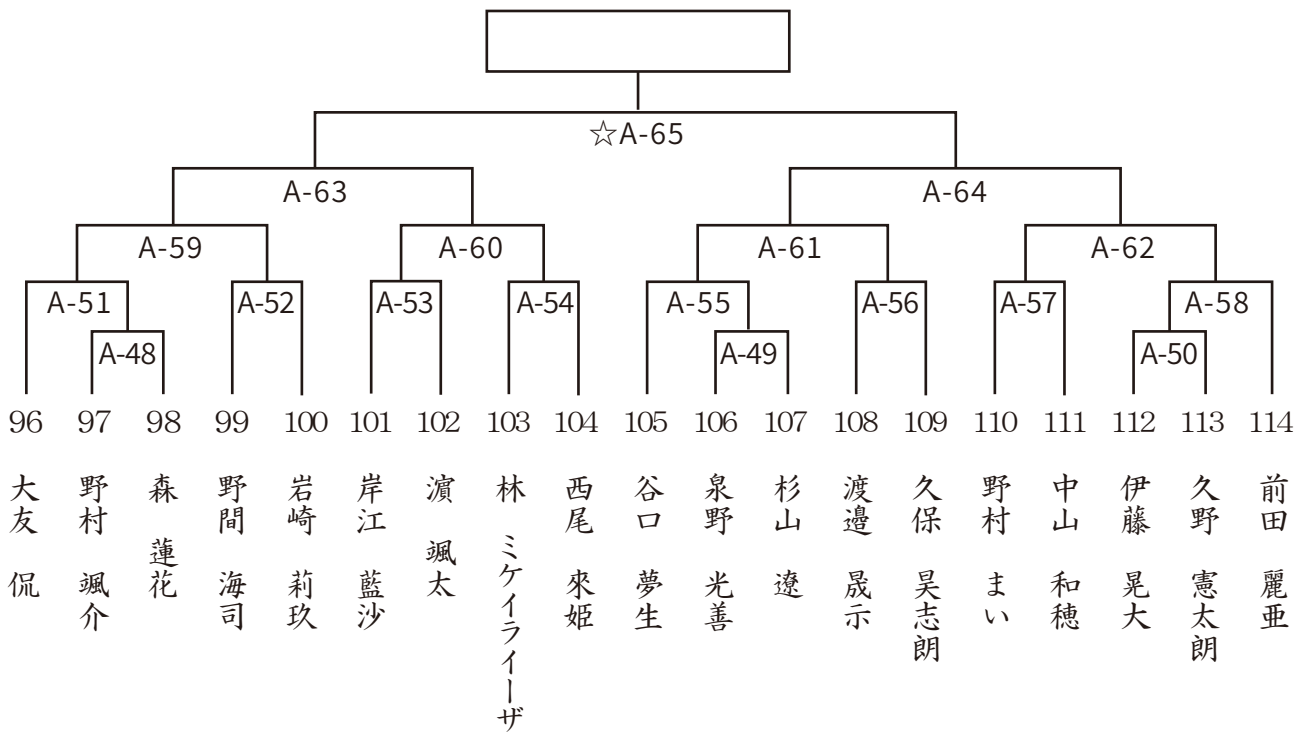 ☆A-65
A-63
A-64
A-59
A-60
A-61
A-62
A-51
A-52
A-53
A-54
A-55
A-56
A-57
A-58
A-48
A-49
A-50
96
97
98
99
100
101
102
103
104
105
106
107
108
109
110
111
112
113
114
大友 侃
野村 颯介
森 蓮花
野間 海司
岩崎 莉玖
岸江 藍沙
濵 颯太
林 ミケイライーザ
西尾 來姫
谷口 夢生
泉野 光善
杉山 遼
渡邉 晟示
久保 昊志朗
野村 まい
中山 和穂
伊藤 晃大
久野 憲太朗
前田 麗亜